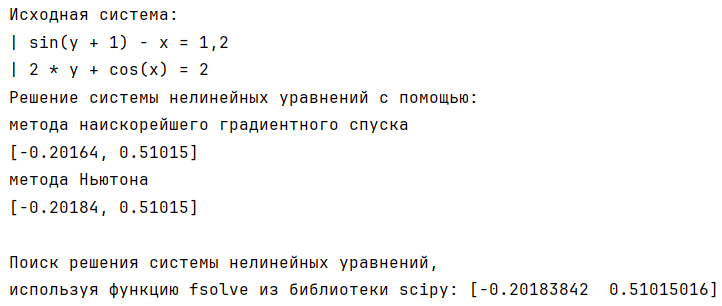 Исходная система:
| sin(y + 1) - x = 1,2
| 2 * y + cos(x) = 2
Решение системы нелинейных уравнений с помощью:
метода наискорейшего градиентного спуска
[-0.20164, 0.51015]
метода Ньютона
[-0.20184, 0.51015]
Поиск решения системы нелинейных уравнений,
используя функцию fsolve из библиотеки scipy: [-0.20183842  0.51015016]